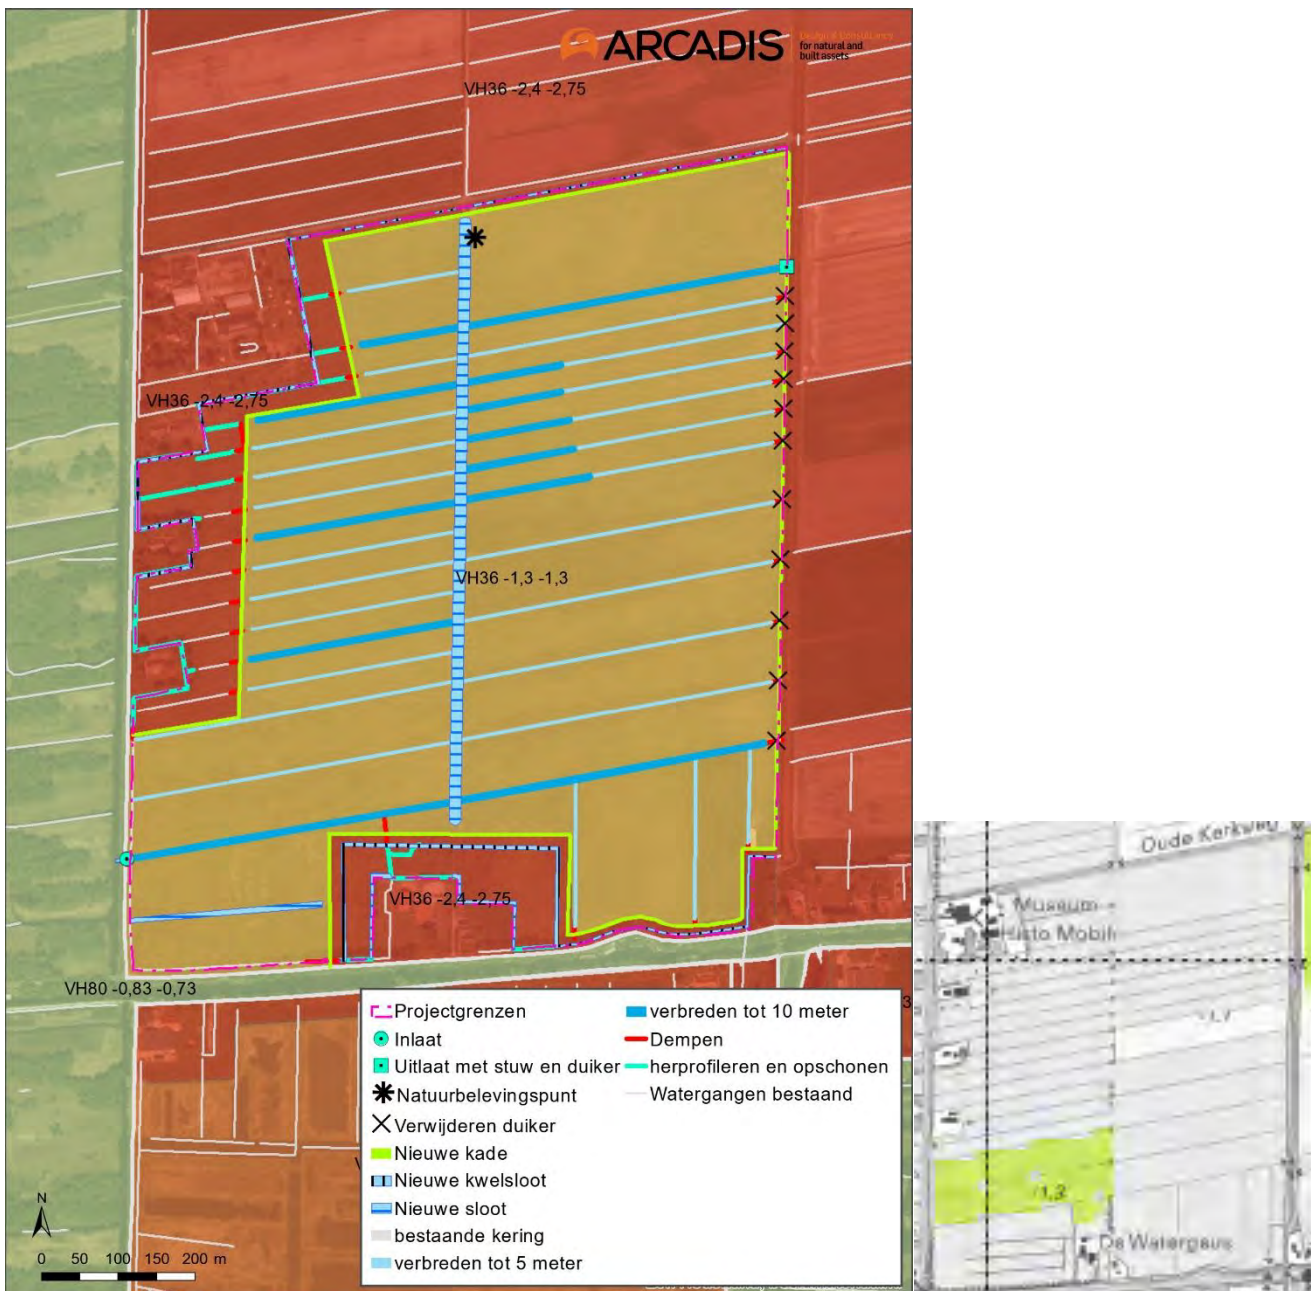 ARCADIS
Design & Consultancy
for natural and
built assets
VH36 -2,4 -2,75
VH36 -2,4 -2,75
VH36 -1,3 -1,3
VH36 -2,4 -2,75
VH80 -0,83 -0,73
Projectgrenzen
Inlaat
Uitlaat met stuw en duiker
Natuurbelevingspunt
Verwijderen duiker
Nieuwe kade
Nieuwe kwelsloot
Nieuwe sloot
bestaande kering
verbreden tot 5 meter
verbreden tot 10 meter
Dempen
herprofileren en opschonen
Watergangen bestaand
N
0 50 100 150 200 m
Oude Kerkweg
Museum
Histo Mobil
De Watergeus